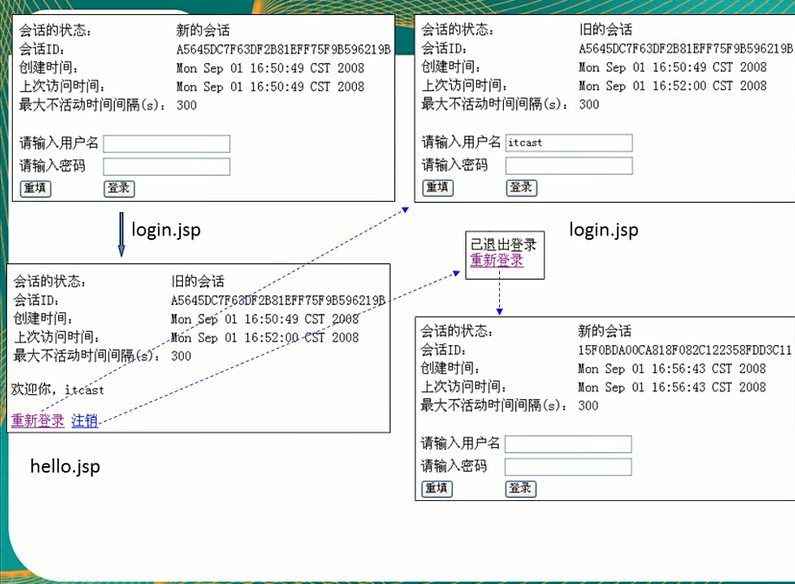 会话的状态： 新的会话
会话ID： A5645DC7F63DF2B81EFF75F9B596219B
创建时间： Mon Sep 01 16:50:49 CST 2008
上次访问时间： Mon Sep 01 16:50:49 CST 2008
最大不活动时间间隔(s)： 300
请输入用户名
请输入密码
重填 登录
login.jsp
会话的状态： 旧的会话
会话ID： A5645DC7F63DF2B81EFF75F9B596219B
创建时间： Mon Sep 01 16:50:49 CST 2008
上次访问时间： Mon Sep 01 16:52:00 CST 2008
最大不活动时间间隔(s)： 300
欢迎你，itcast
重新登录 注销
hello.jsp
会话的状态： 旧的会话
会话ID： A5645DC7F63DF2B81EFF75F9B596219B
创建时间： Mon Sep 01 16:50:49 CST 2008
上次访问时间： Mon Sep 01 16:52:00 CST 2008
最大不活动时间间隔(s)： 300
请输入用户名 itcast
请输入密码
重填 登录
login.jsp
已退出登录
重新登录
会话的状态： 新的会话
会话ID： 15F0BDA00CA818F082C122358FDD3C11
创建时间： Mon Sep 01 16:56:43 CST 2008
上次访问时间： Mon Sep 01 16:56:43 CST 2008
最大不活动时间间隔(s)： 300
请输入用户名
请输入密码
重填 登录